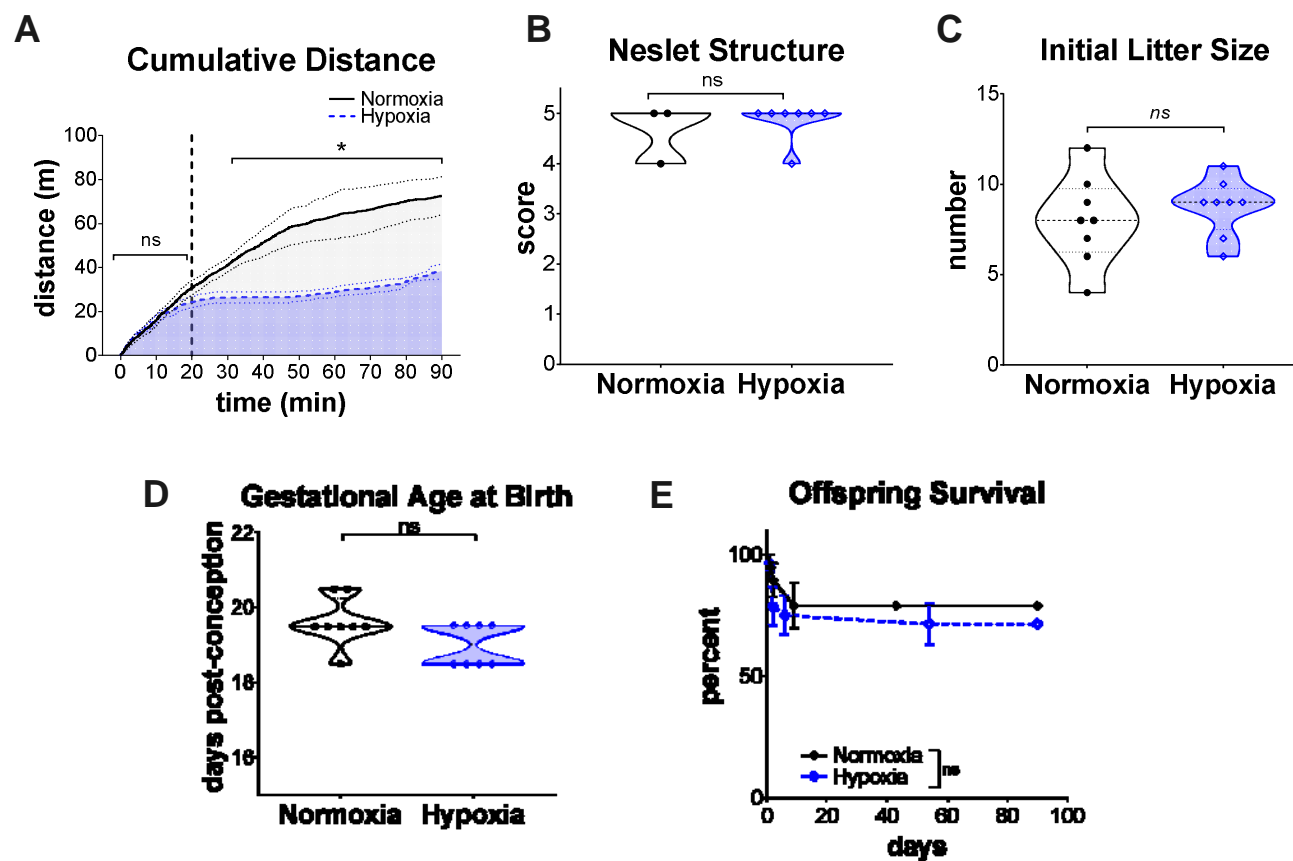 A
Cumulative Distance
Normoxia
Hypoxia
100
80
60
40
20
0
distance (m)
ns
*
0 10 20 30 40 50 60 70 80 90
time (min)
B
Neslet Structure
ns
5
4
3
2
1
0
score
Normoxia Hypoxia
C
Initial Litter Size
ns
15
10
5
0
number
Normoxia Hypoxia
D
Gestational Age at Birth
ns
22
20
18
16
days post-conception
Normoxia Hypoxia
E
Offspring Survival
100
50
0
percent
Normoxia
Hypoxia
ns
0 20 40 60 80 100
days